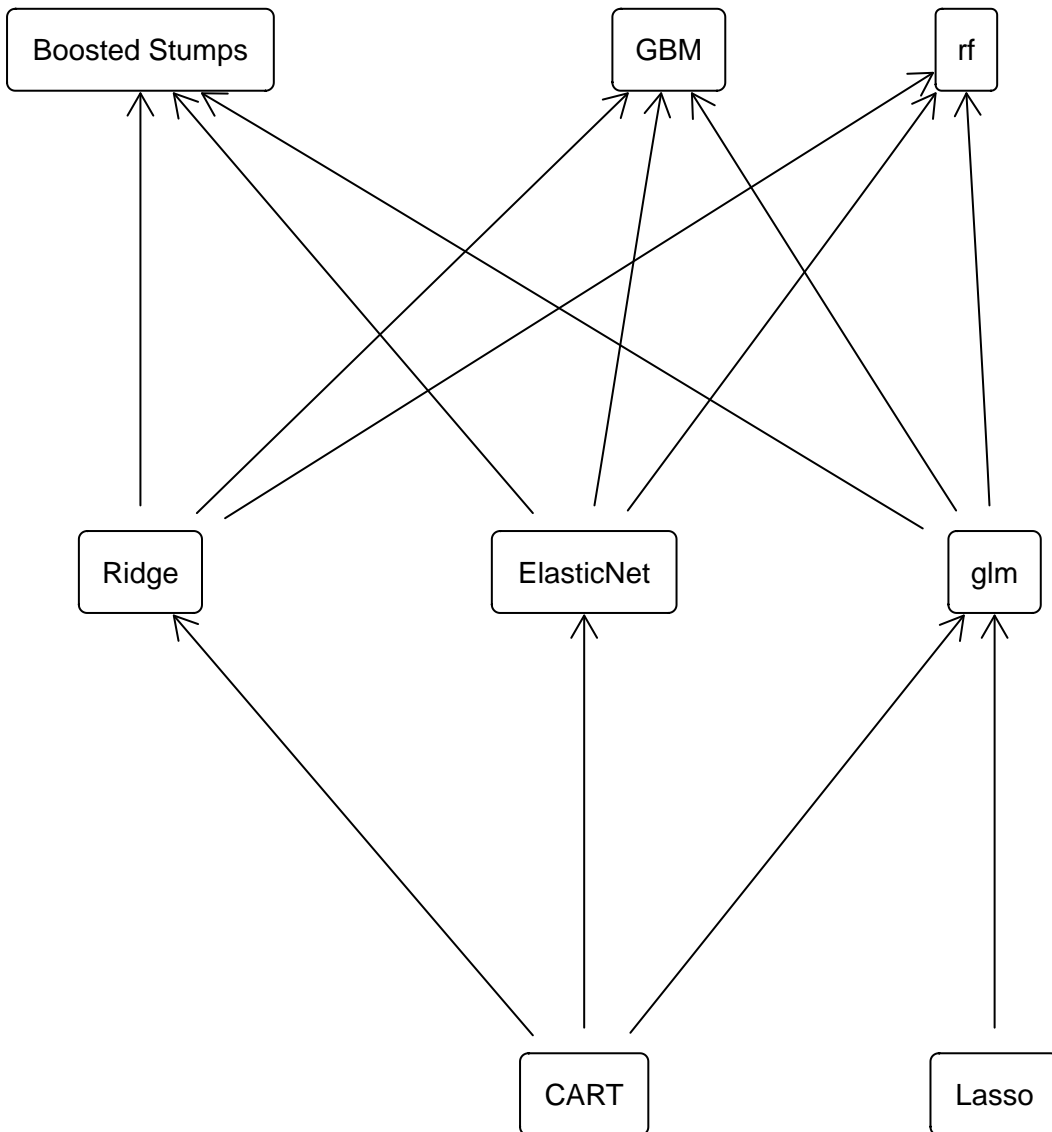 Boosted Stumps
GBM
rf
Ridge
ElasticNet
glm
CART
Lasso